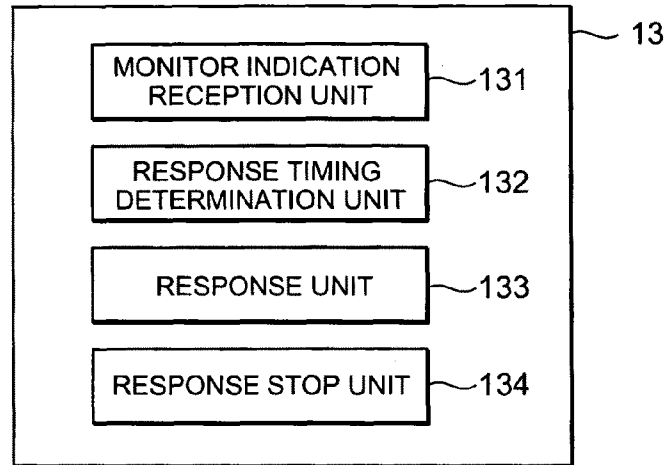 13
MONITOR INDICATION
RECEPTION UNIT
131
RESPONSE TIMING
DETERMINATION UNIT
132
RESPONSE UNIT
133
RESPONSE STOP UNIT
134